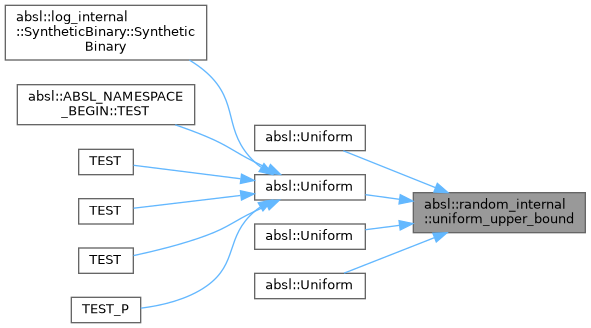 absl::log_internal
::SyntheticBinary::Synthetic
Binary
absl::ABSL_NAMESPACE
_BEGIN::TEST
TEST
TEST
TEST
TEST_P
absl::Uniform
absl::Uniform
absl::Uniform
absl::Uniform
absl::random_internal
::uniform_upper_bound